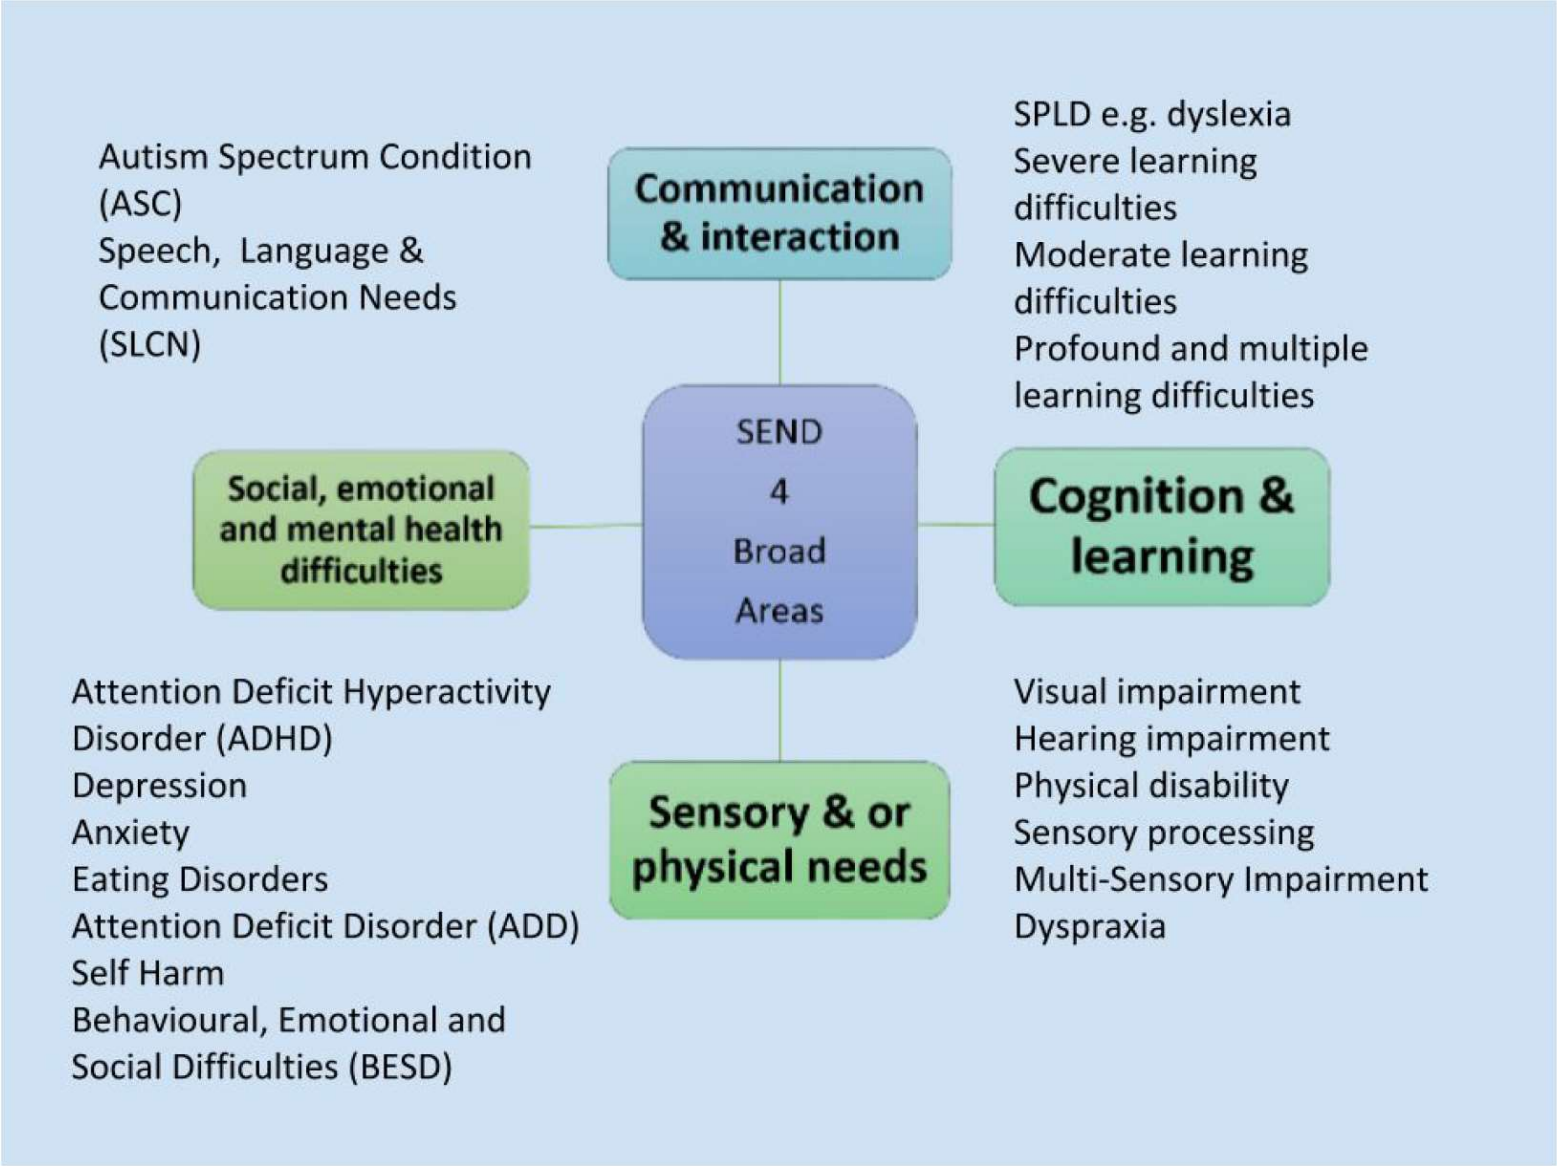 Autism Spectrum Condition
(ASC)
Speech, Language &
Communication Needs
(SLCN)
Communication
& interaction
SPLD e.g. dyslexia
Severe learning
difficulties
Moderate learning
difficulties
Profound and multiple
learning difficulties
Social, emotional
and mental health
difficulties
SEND
4
Broad
Areas
Cognition &
learning
Attention Deficit Hyperactivity
Disorder (ADHD)
Depression
Anxiety
Eating Disorders
Attention Deficit Disorder (ADD)
Self Harm
Behavioural, Emotional and
Social Difficulties (BESD)
Sensory & or
physical needs
Visual impairment
Hearing impairment
Physical disability
Sensory processing
Multi-Sensory Impairment
Dyspraxia